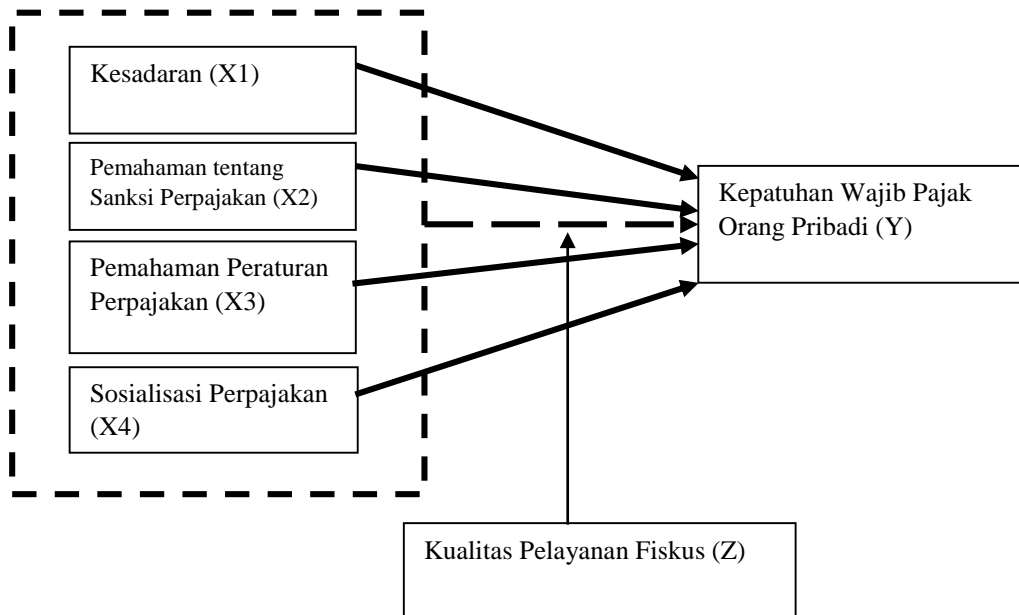 Kesadaran (X1)
Pemahaman tentang
Sanksi Perpajakan (X2)
Pemahaman Peraturan
Perpajakan (X3)
Sosialisasi Perpajakan
(X4)
Kepatuhan Wajib Pajak
Orang Pribadi (Y)
Kualitas Pelayanan Fiskus (Z)